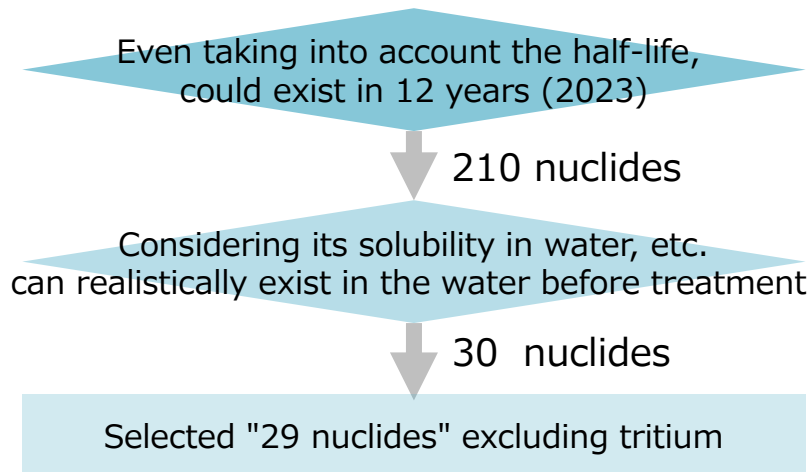 Even taking into account the half-life,
could exist in 12 years (2023)
210 nuclides
Considering its solubility in water, etc.
can realistically exist in the water before treatment
30 nuclides
Selected "29 nuclides" excluding tritium